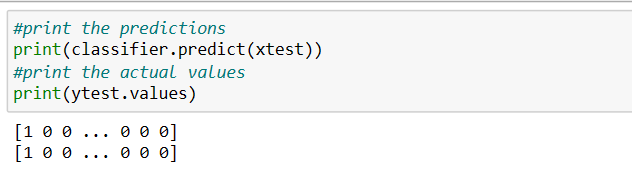 #print the predictions
print(classifier.predict(xtest))
#print the actual values
print(ytest.values)
[1 0 0 ... 0 0 0]
[1 0 0 ... 0 0 0]